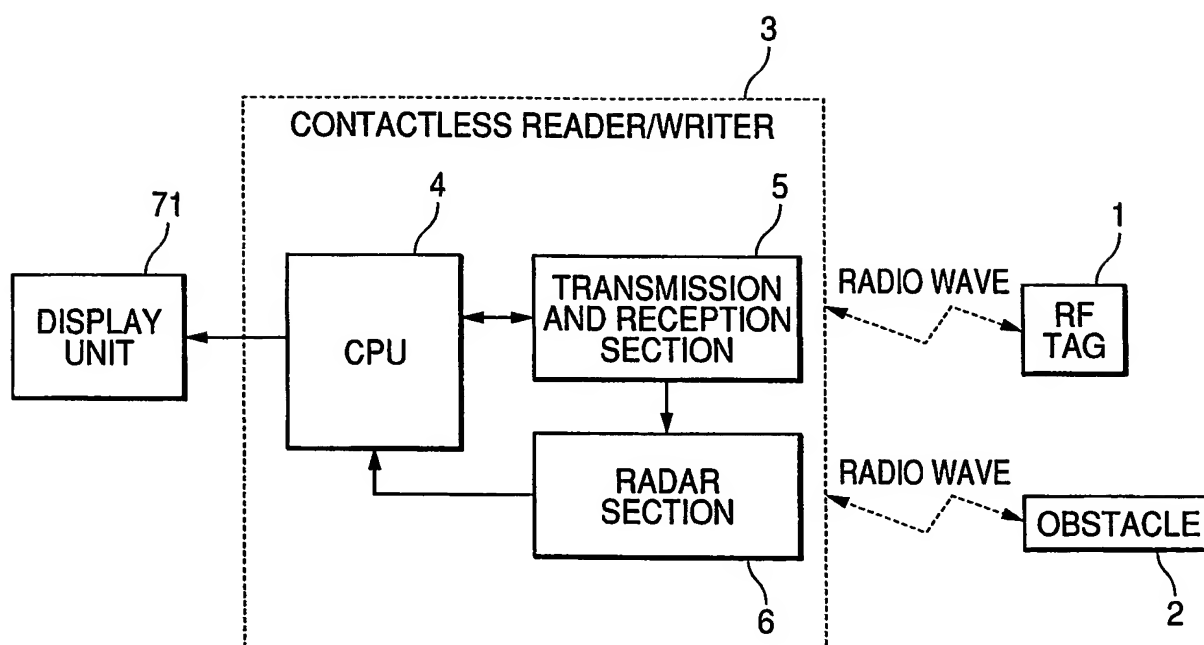 3
CONTACTLESS READER/WRITER
71
4
5
1
DISPLAY
UNIT
CPU
TRANSMISSION
AND RECEPTION
SECTION
RADIO WAVE
RF
TAG
RADAR
SECTION
RADIO WAVE
OBSTACLE
6
2